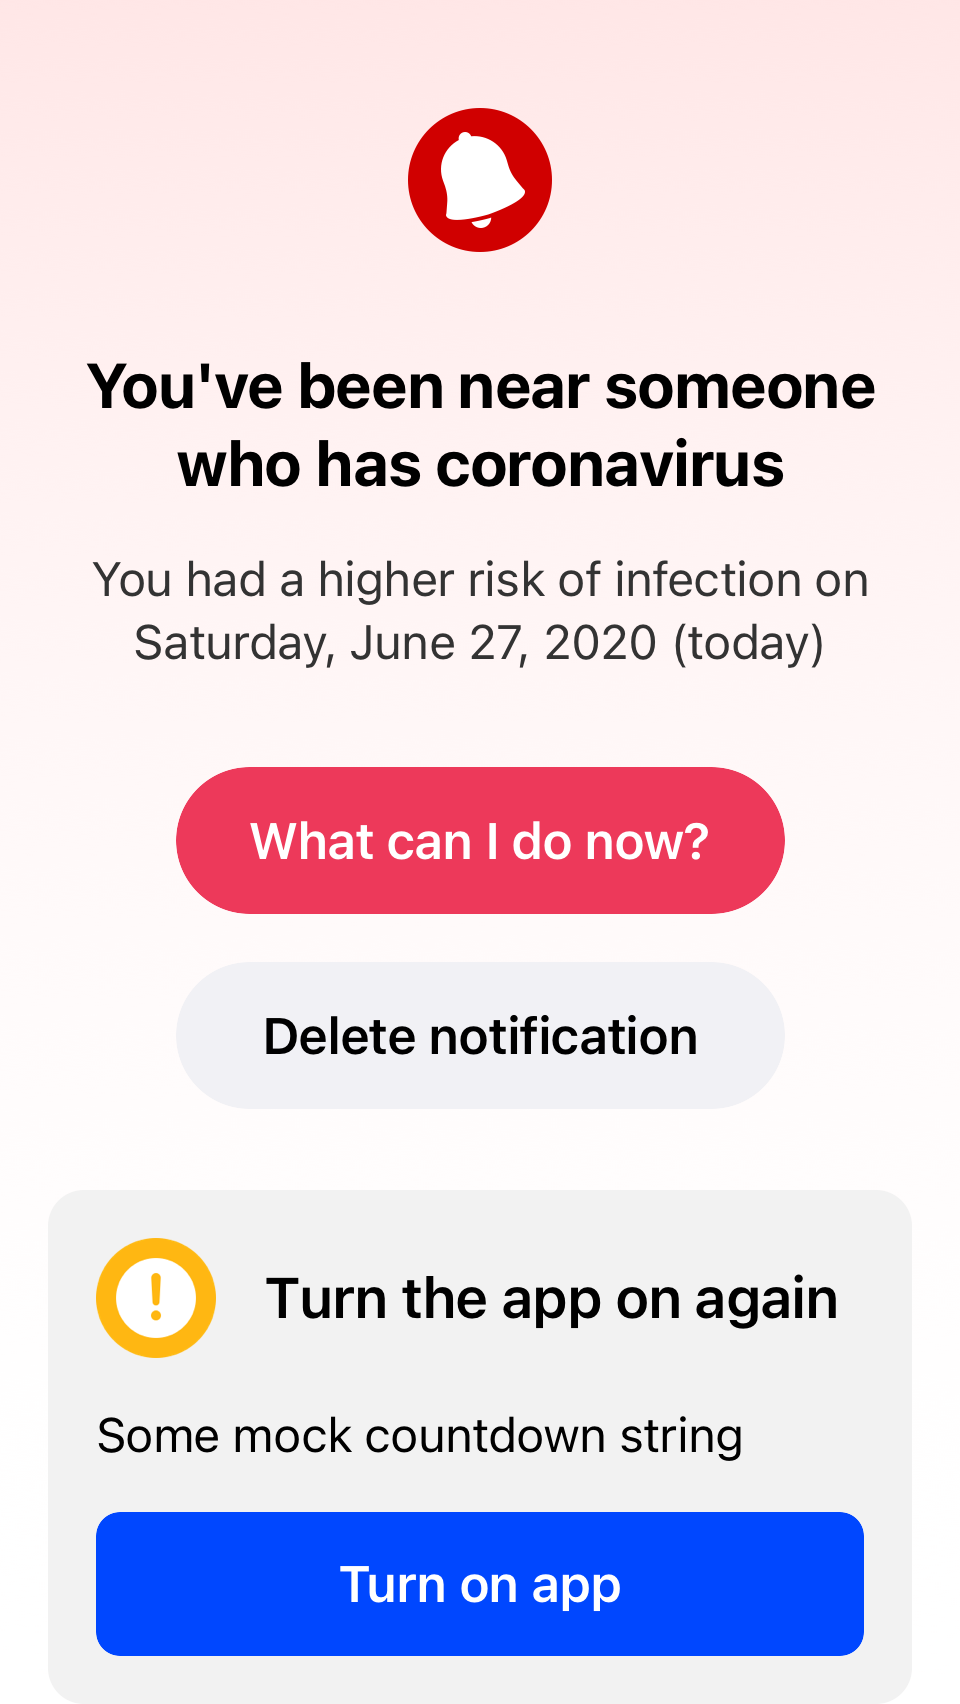 You've been near someone
who has coronavirus
You had a higher risk of infection on
Saturday, June 27, 2020 (today)
What can I do now?
Delete notification
Turn the app on again
Some mock countdown string
Turn on app